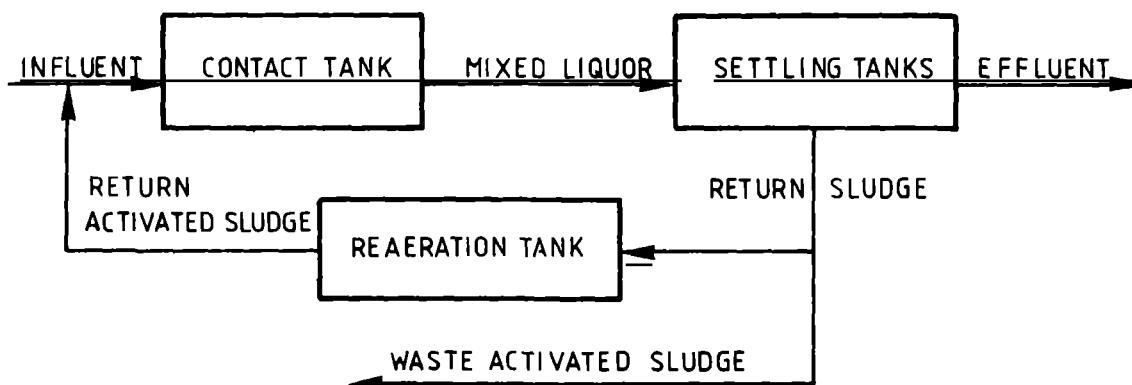 INFLUENT
CONTACT TANK
MIXED LIQUOR
SETTLING TANKS
EFFLUENT
RETURN
ACTIVATED SLUDGE
RETURN SLUDGE
REAERATION TANK
WASTE ACTIVATED SLUDGE